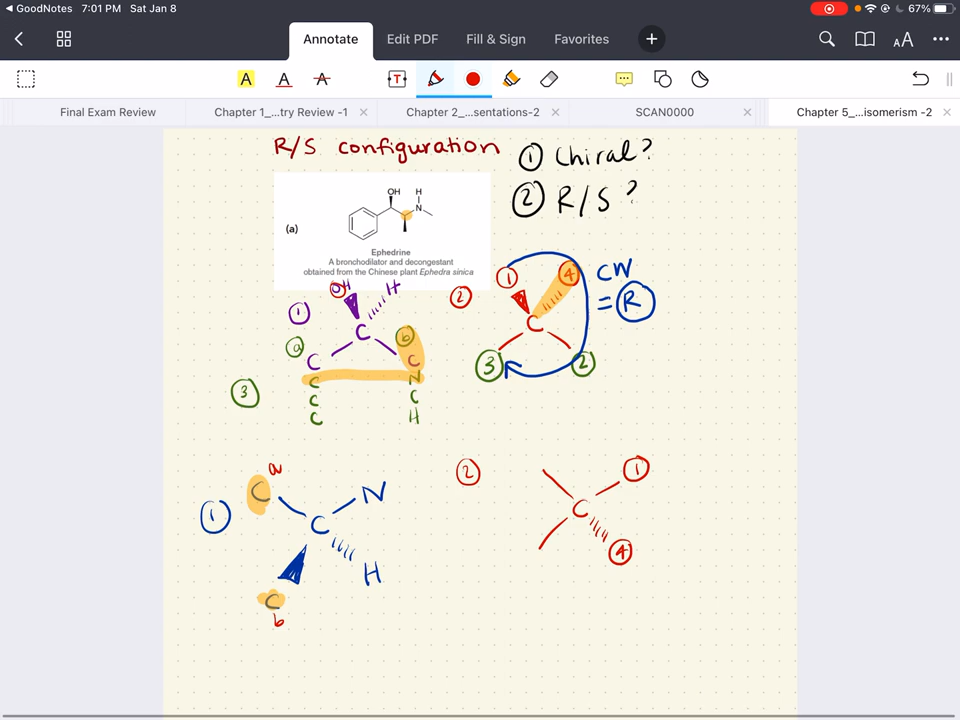 GoodNotes 7:01 PM Sat Jan 8 67%
Annotate Edit PDF Fill & Sign Favorites
A A A T AA
Final Exam Review Chapter 1_...try Review -1 Chapter 2_...sentations-2 SCAN0000 Chapter 5_...isomerism -2
R/S configuration
① Chiral?
② R/S?
OH H
N
(a)
Ephedrine
A bronchodilator and decongestant
obtained from the Chinese plant Ephedra sinica
① OH H
C
a b
C C
③ C N
C C
C H
② 1 4 CW
= R
C
3 2
a
① C N
C
H
C
b
② 1
C
4